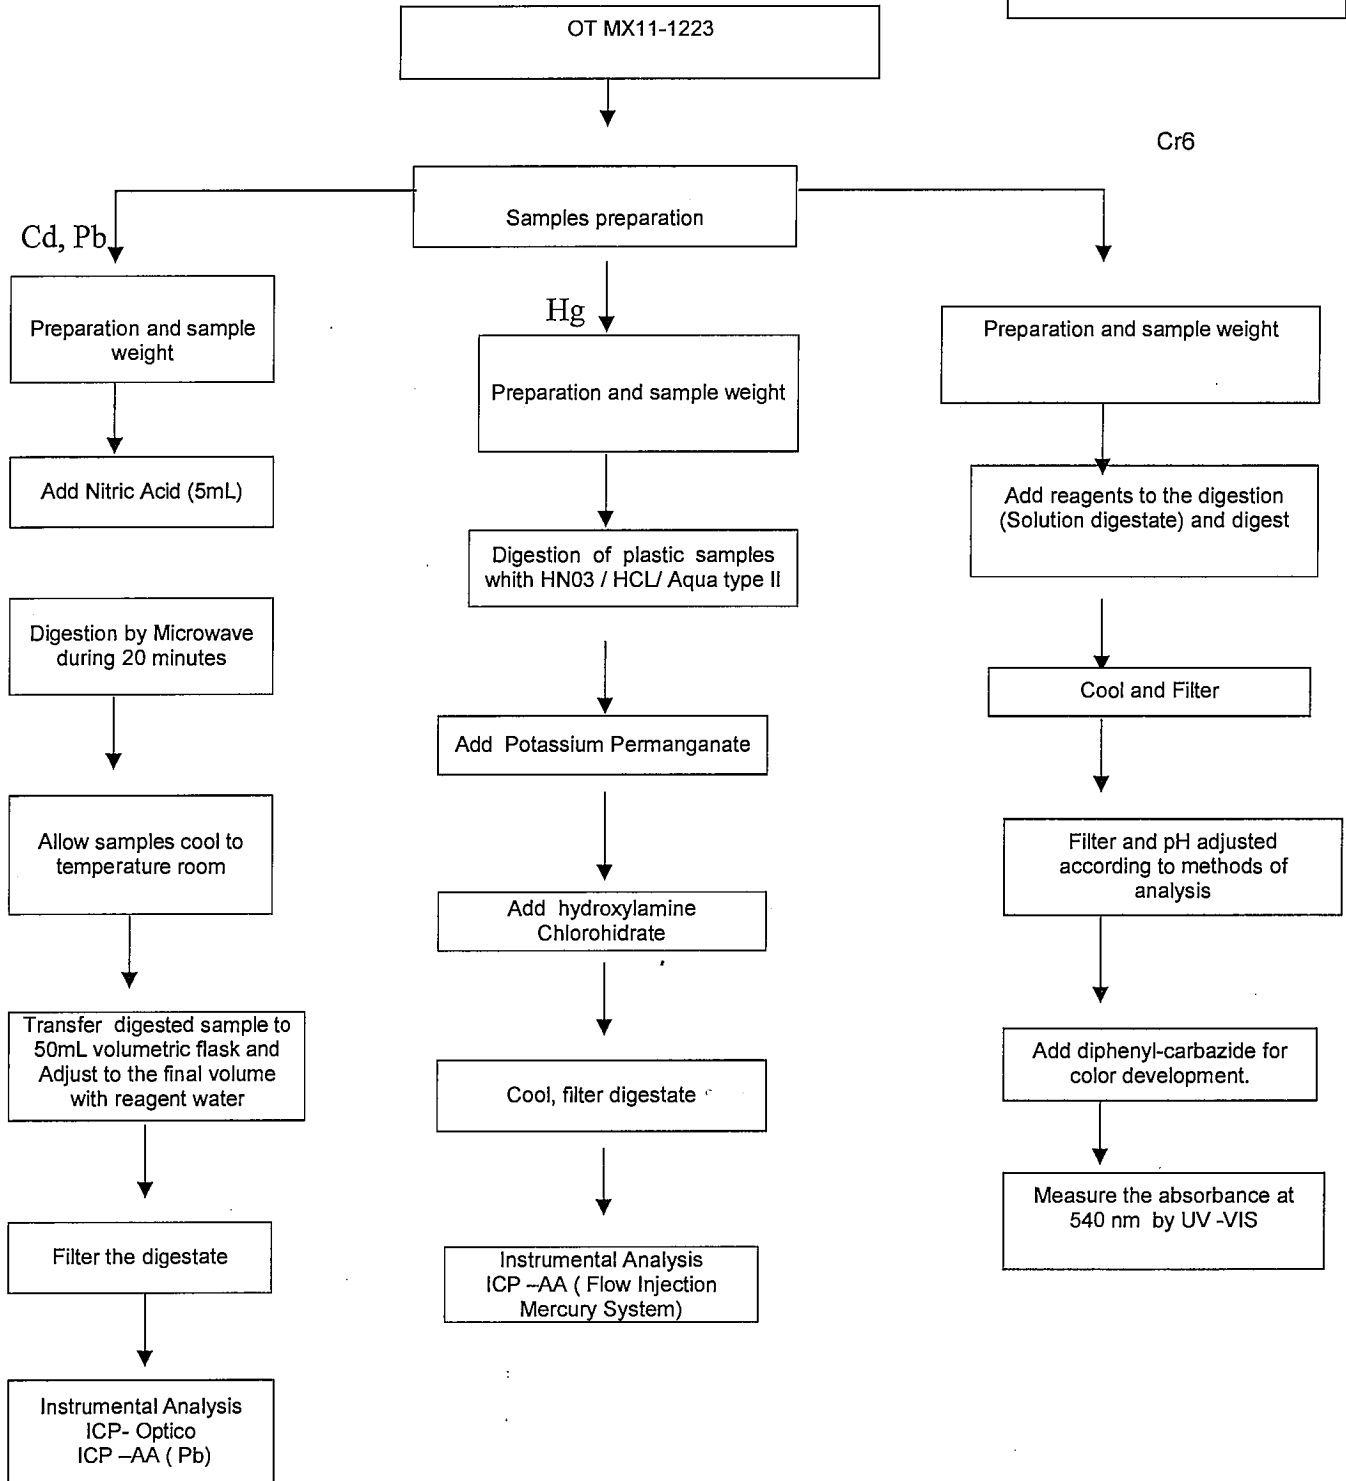 OT MX11-1223
Cr6
Samples preparation
Cd, Pb
Preparation and sample
weight
Add Nitric Acid (5mL)
Digestion by Microwave
during 20 minutes
Allow samples cool to
temperature room
Transfer digested sample to
50mL volumetric flask and
Adjust to the final volume
with reagent water
Filter the digestate
Instrumental Analysis
ICP- Optico
ICP –AA ( Pb)
Hg
Preparation and sample weight
Digestion of plastic samples
whith HN03 / HCL/ Aqua type II
Add Potassium Permanganate
Add hydroxylamine
Chlorohidrate
Cool, filter digestate
Instrumental Analysis
ICP –AA ( Flow Injection
Mercury System)
Preparation and sample weight
Add reagents to the digestion
(Solution digestate) and digest
Cool and Filter
Filter and pH adjusted
according to methods of
analysis
Add diphenyl-carbazide for
color development.
Measure the absorbance at
540 nm by UV -VIS